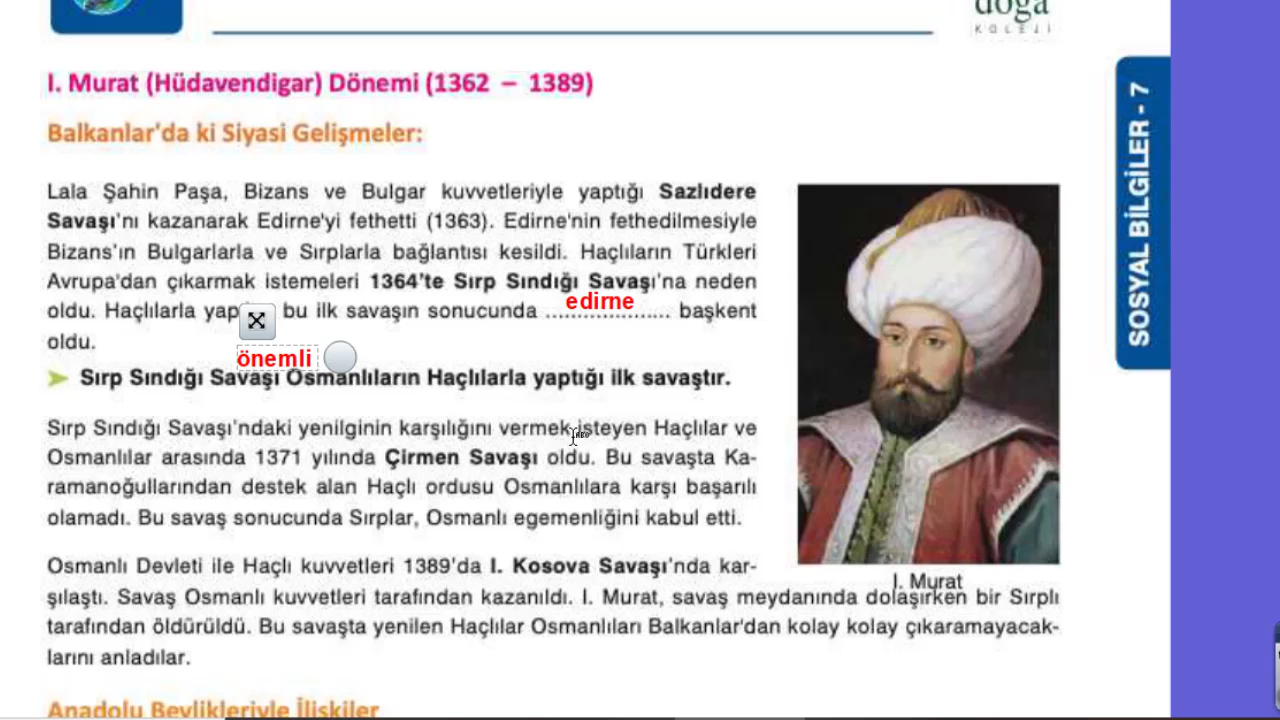 doğa
KOLEJİ
I. Murat (Hüdavendigar) Dönemi (1362 – 1389)
Balkanlar'da ki Siyasi Gelişmeler:
Lala Şahin Paşa, Bizans ve Bulgar kuvvetleriyle yaptığı Sazlıdere
Savaşı'nı kazanarak Edirne'yi fethetti (1363). Edirne'nin fethedilmesiyle
Bizans'ın Bulgarlarla ve Sırplarla bağlantısı kesildi. Haçlıların Türkleri
Avrupa'dan çıkarmak istemeleri 1364'te Sırp Sındığı Savaşı'na neden
edirne
oldu. Haçlılarla yap bu ilk savaşın sonucunda .................... başkent
oldu.
önemli
➤ Sırp Sındığı Savaşı Osmanlıların Haçlılarla yaptığı ilk savaştır.
Sırp Sındığı Savaşı'ndaki yenilginin karşılığını vermek isteyen Haçlılar ve
Osmanlılar arasında 1371 yılında Çirmen Savaşı oldu. Bu savaşta Ka-
ramanoğullarından destek alan Haçlı ordusu Osmanlılara karşı başarılı
olamadı. Bu savaş sonucunda Sırplar, Osmanlı egemenliğini kabul etti.
Osmanlı Devleti ile Haçlı kuvvetleri 1389'da I. Kosova Savaşı'nda kar-
şılaştı. Savaş Osmanlı kuvvetleri tarafından kazanıldı. I. Murat, savaş meydanında dolaşırken bir Sırplı
tarafından öldürüldü. Bu savaşta yenilen Haçlılar Osmanlıları Balkanlar'dan kolay kolay çıkaramayacak-
larını anladılar.
I. Murat
Anadolu Beylikleriyle İlişkiler
SOSYAL BİLGİLER - 7